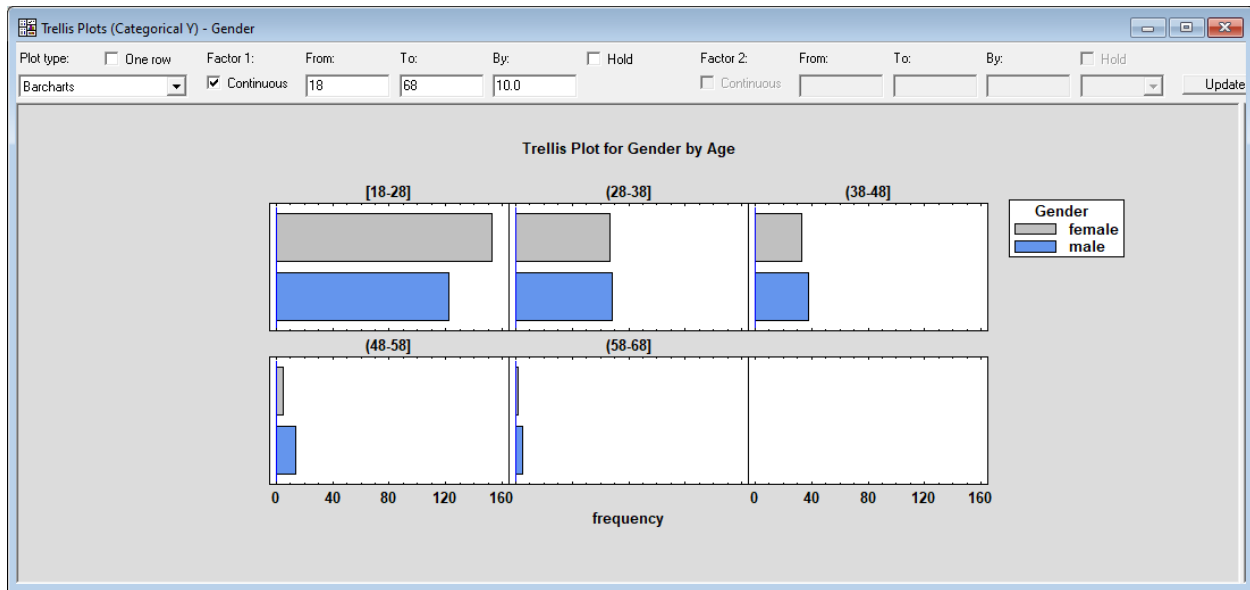 Trellis Plots (Categorical Y) - Gender
Plot type: One row Factor 1: From: To: By: Hold Factor 2: From: To: By: Hold
Barcharts Continuous 18 68 10.0 Continuous Update
Trellis Plot for Gender by Age
[18-28] (28-38] (38-48]
Gender
female
male
(48-58] (58-68]
0 40 80 120 160 0 40 80 120 160
frequency